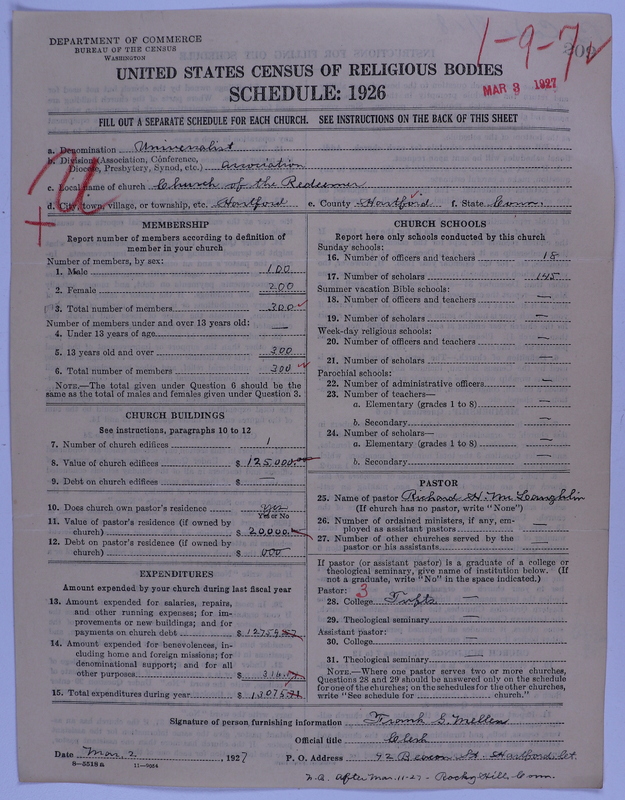 1-9-7
209
DEPARTMENT OF COMMERCE
BUREAU OF THE CENSUS
WASHINGTON
UNITED STATES CENSUS OF RELIGIOUS BODIES
MAR 3 1927
SCHEDULE: 1926
FILL OUT A SEPARATE SCHEDULE FOR EACH CHURCH. SEE INSTRUCTIONS ON THE BACK OF THIS SHEET
a. Denomination Universalist
b. Division (Association, Conference,
Diocese, Presbytery, Synod, etc.) Association
c. Local name of church Church of the Redeemer
d. City, town, village, or township, etc. Hartford e. County Hartford f. State Conn.
U
MEMBERSHIP
Report number of members according to definition of
member in your church
Number of members, by sex:
1. Male 100
2. Female 200
3. Total number of members 300
Number of members under and over 13 years old:
4. Under 13 years of age —
5. 13 years old and over 300
6. Total number of members 300
NOTE.—The total given under Question 6 should be the
same as the total of males and females given under Question 3.
CHURCH BUILDINGS
See instructions, paragraphs 10 to 12
7. Number of church edifices 1
8. Value of church edifices $ 125,000
9. Debt on church edifices $ —
10. Does church own pastor's residence yes
Yes or No
11. Value of pastor's residence (if owned by
church) $ 20,000
12. Debt on pastor's residence (if owned by
church) $ 000
EXPENDITURES
Amount expended by your church during last fiscal year
13. Amount expended for salaries, repairs,
and other running expenses; for im-
provements or new buildings; and for
payments on church debt $ 12759
14. Amount expended for benevolences, in-
cluding home and foreign missions; for
denominational support; and for all
other purposes $ 316
15. Total expenditures during year $ 13075
CHURCH SCHOOLS
Report here only schools conducted by this church
Sunday schools:
16. Number of officers and teachers 18
17. Number of scholars 145
Summer vacation Bible schools:
18. Number of officers and teachers —
19. Number of scholars —
Week-day religious schools:
20. Number of officers and teachers —
21. Number of scholars —
Parochial schools:
22. Number of administrative officers —
23. Number of teachers—
a. Elementary (grades 1 to 8) —
b. Secondary —
24. Number of scholars—
a. Elementary (grades 1 to 8) —
b. Secondary —
PASTOR
25. Name of pastor Richard H. McLaughlin
(If church has no pastor, write "None")
26. Number of ordained ministers, if any, em-
ployed as assistant pastors —
27. Number of other churches served by the
pastor or his assistants —
If pastor (or assistant pastor) is a graduate of a college or
theological seminary, give name of institution below. (If
not a graduate, write "No" in the space indicated.)
Pastor: 3
28. College Tufts —
29. Theological seminary —
Assistant pastor:
30. College —
31. Theological seminary —
NOTE.—Where one pastor serves two or more churches,
Questions 28 and 29 should be answered only on the schedule
for one of the churches; on the schedules for the other churches,
write "See schedule for church."
Signature of person furnishing information Frank S. Mellen
Official title Clerk
Date Mar. 2, 1927 P. O. Address 42 Beacon St. Hartford Ct.
8-5518 a 11-9054
N.B. After Mar. 11-27 - Rocky Hill, Conn.